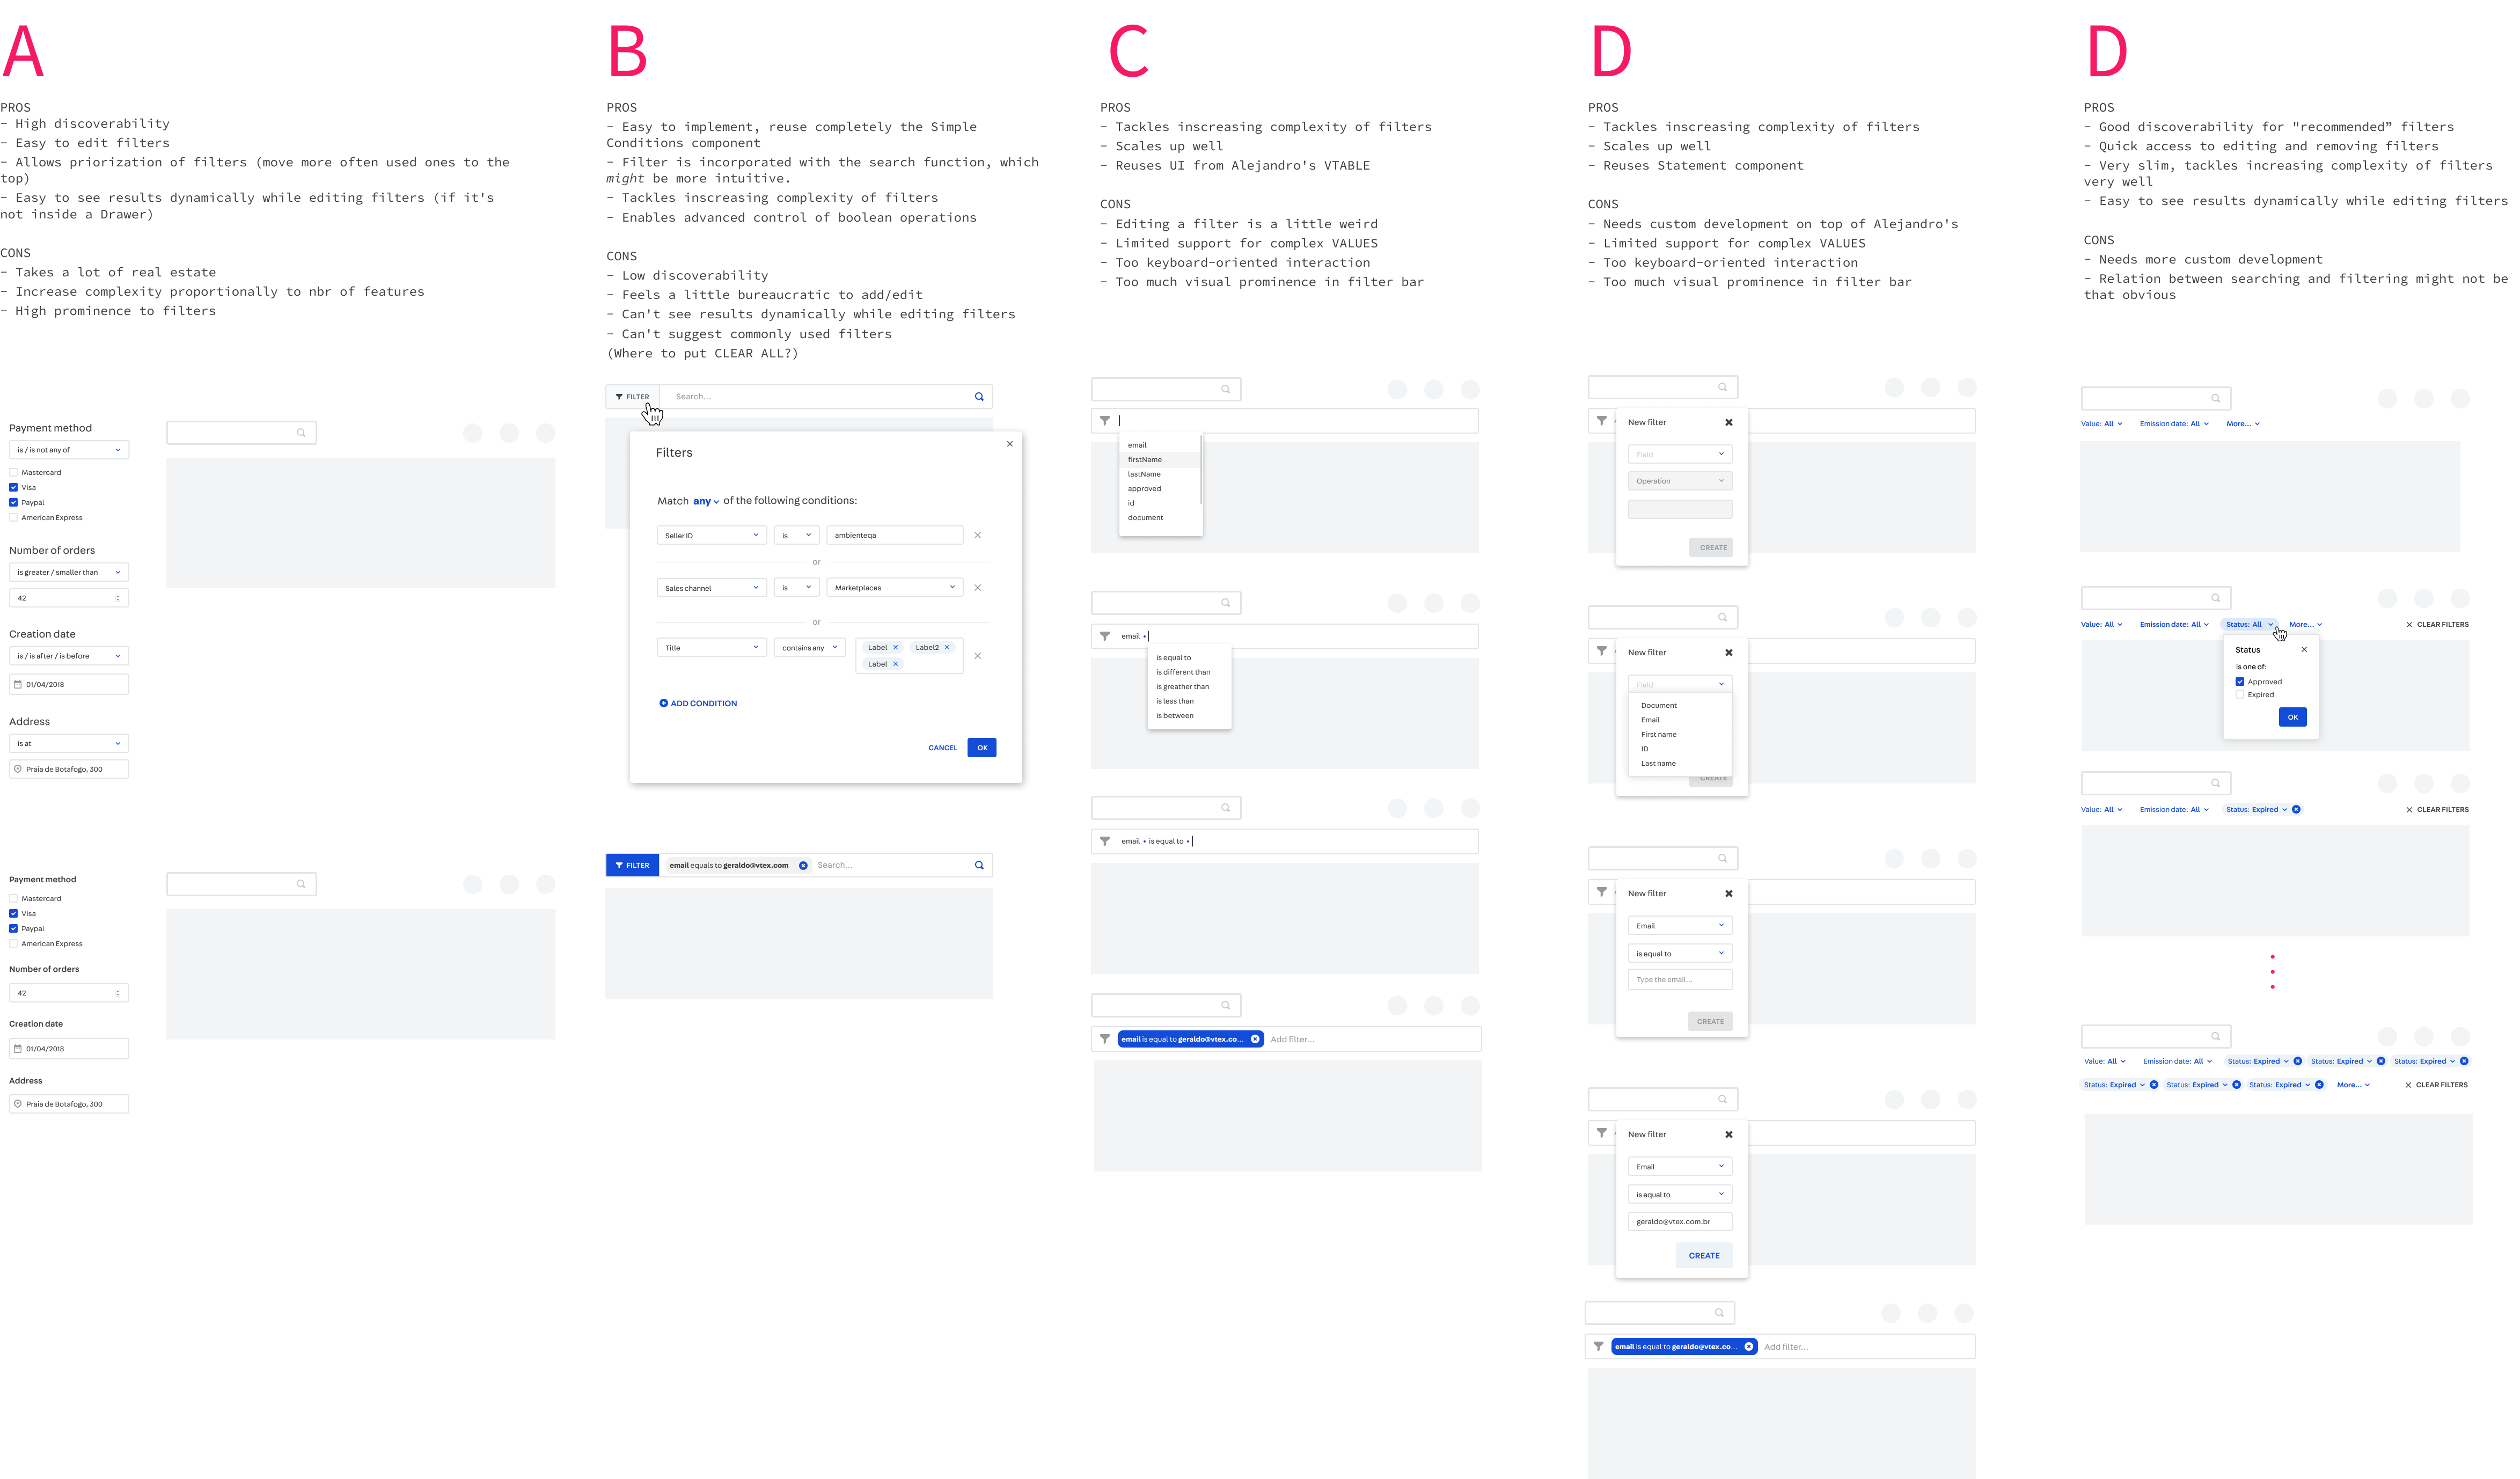 A
PROS
- High discoverability
- Easy to edit filters
- Allows priorization of filters (move more often used ones to the
top)
- Easy to see results dynamically while editing filters (if it's
not inside a Drawer)
CONS
- Takes a lot of real estate
- Increase complexity proportionally to nbr of features
- High prominence to filters
Payment method
is / is not any of
Mastercard
Visa
Paypal
American Express
Number of orders
is greater / smaller than
42
Creation date
is / is after / is before
01/04/2018
Address
is at
Praia de Botafogo, 300
Payment method
Mastercard
Visa
Paypal
American Express
Number of orders
42
Creation date
01/04/2018
Address
Praia de Botafogo, 300
B
PROS
- Easy to implement, reuse completely the Simple
Conditions component
- Filter is incorporated with the search function, which
might be more intuitive.
- Tackles inscreasing complexity of filters
- Enables advanced control of boolean operations
CONS
- Low discoverability
- Feels a little bureaucratic to add/edit
- Can't see results dynamically while editing filters
- Can't suggest commonly used filters
(Where to put CLEAR ALL?)
FILTER Search...
Filters
Match any of the following conditions:
Seller ID is ambienteqa
or
Sales channel is Marketplaces
or
Title contains any Label Label2
Label
ADD CONDITION
CANCEL OK
FILTER email equals to geraldo@vtex.com Search...
C
PROS
- Tackles inscreasing complexity of filters
- Scales up well
- Reuses UI from Alejandro's VTABLE
CONS
- Editing a filter is a little weird
- Limited support for complex VALUES
- Too keyboard-oriented interaction
- Too much visual prominence in filter bar
email
firstName
lastName
approved
id
document
email •
is equal to
is different than
is greather than
is less than
is between
email • is equal to •
email is equal to geraldo@vtex.co... Add filter...
D
PROS
- Tackles inscreasing complexity of filters
- Scales up well
- Reuses Statement component
CONS
- Needs custom development on top of Alejandro's
- Limited support for complex VALUES
- Too keyboard-oriented interaction
- Too much visual prominence in filter bar
New filter
Field
Operation
CREATE
New filter
Field
Document
Email
First name
ID
Last name
CREATE
New filter
Email
is equal to
Type the email...
CREATE
New filter
Email
is equal to
geraldo@vtex.com.br
CREATE
email is equal to geraldo@vtex.co... Add filter...
D
PROS
- Good discoverability for "recommended” filters
- Quick access to editing and removing filters
- Very slim, tackles increasing complexity of filters
very well
- Easy to see results dynamically while editing filters
CONS
- Needs more custom development
- Relation between searching and filtering might not be
that obvious
Value: All Emission date: All More...
Value: All Emission date: All Status: All More... CLEAR FILTERS
Status
is one of:
Approved
Expired
OK
Value: All Emission date: All Status: Expired CLEAR FILTERS
Value: All Emission date: All Status: Expired Status: Expired Status: Expired
Status: Expired Status: Expired Status: Expired More... CLEAR FILTERS